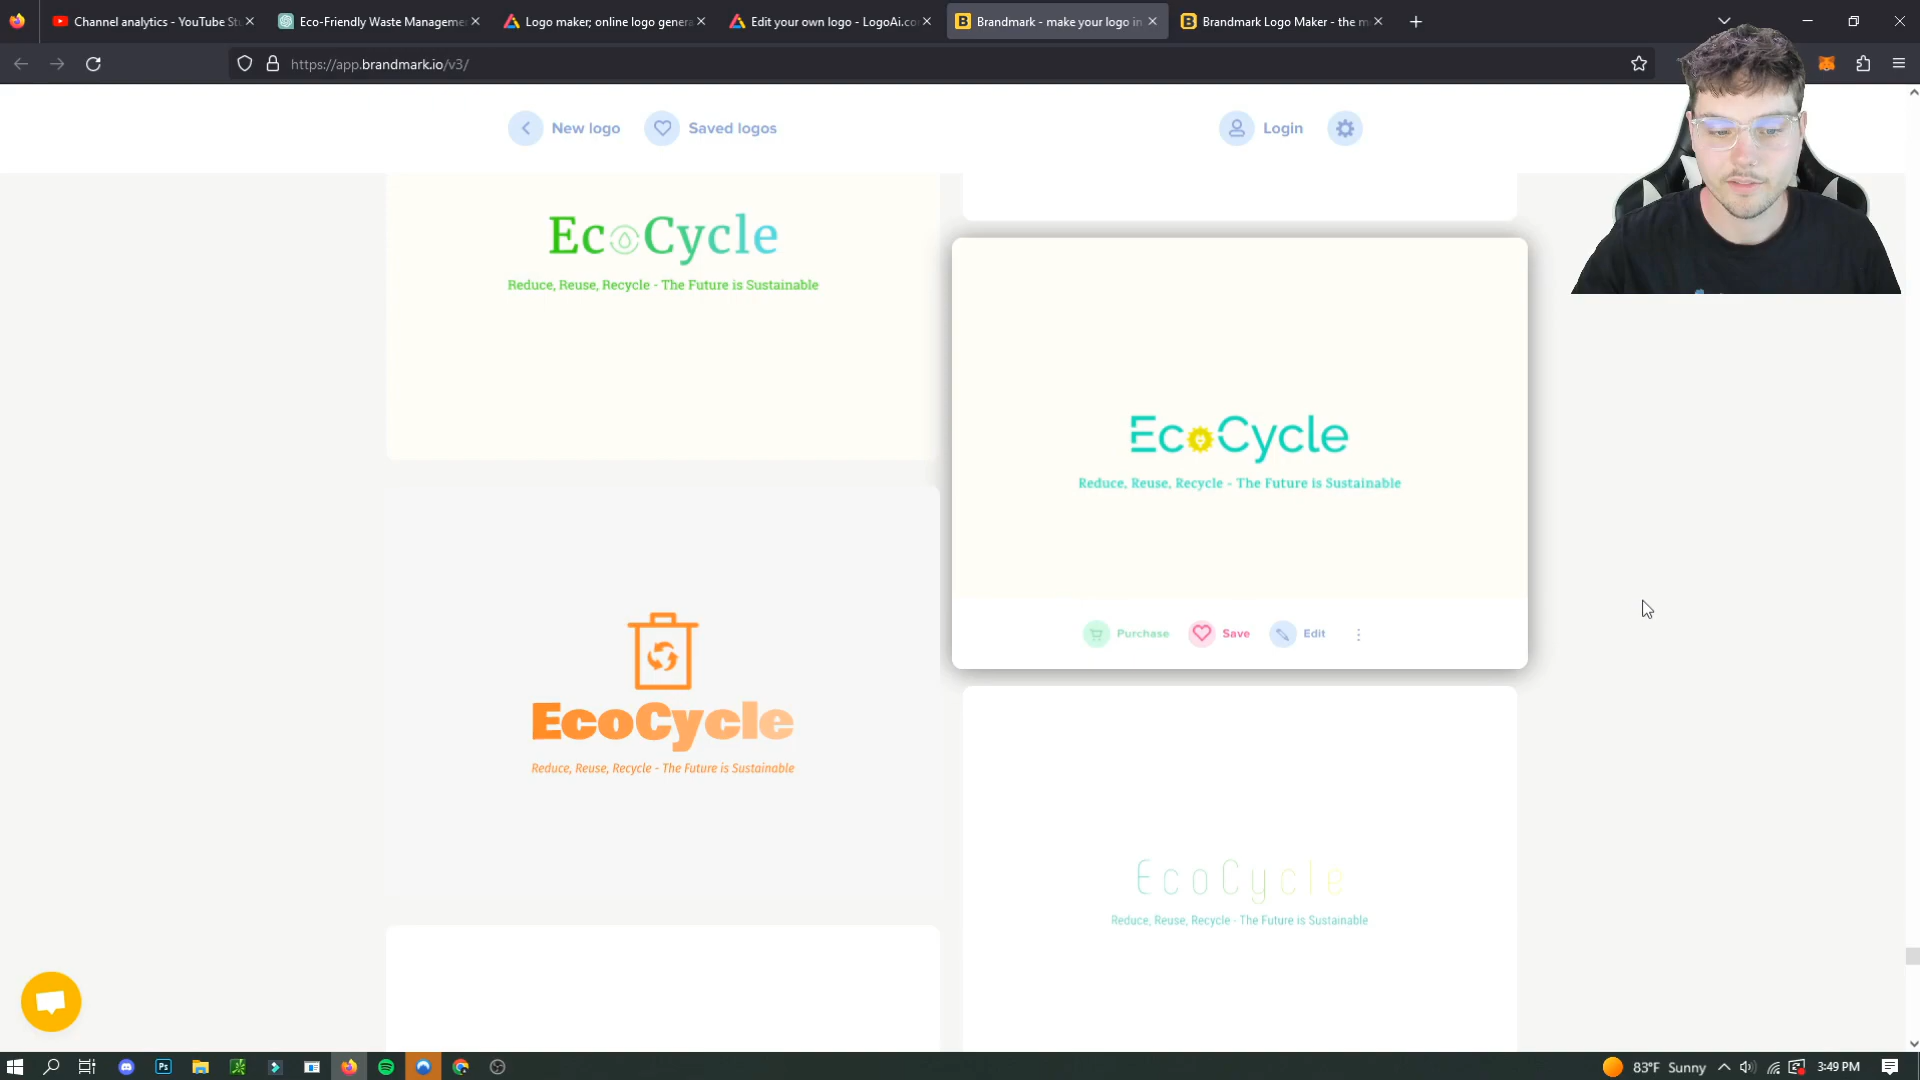 Channel analytics - YouTube St
Eco-Friendly Waste Manageme
Logo maker; online logo genera
Edit your own logo - LogoAi.co
Brandmark - make your logo in
Brandmark Logo Maker - the m
https://app.brandmark.io/v3/
New logo
Saved logos
Login
EcoCycle
Reduce, Reuse, Recycle - The Future is Sustainable
EcoCycle
Reduce, Reuse, Recycle - The Future is Sustainable
Purchase
Save
Edit
EcoCycle
Reduce, Reuse, Recycle - The Future is Sustainable
EcoCycle
Reduce, Reuse, Recycle - The Future is Sustainable
Ps
83°F Sunny
3:49 PM